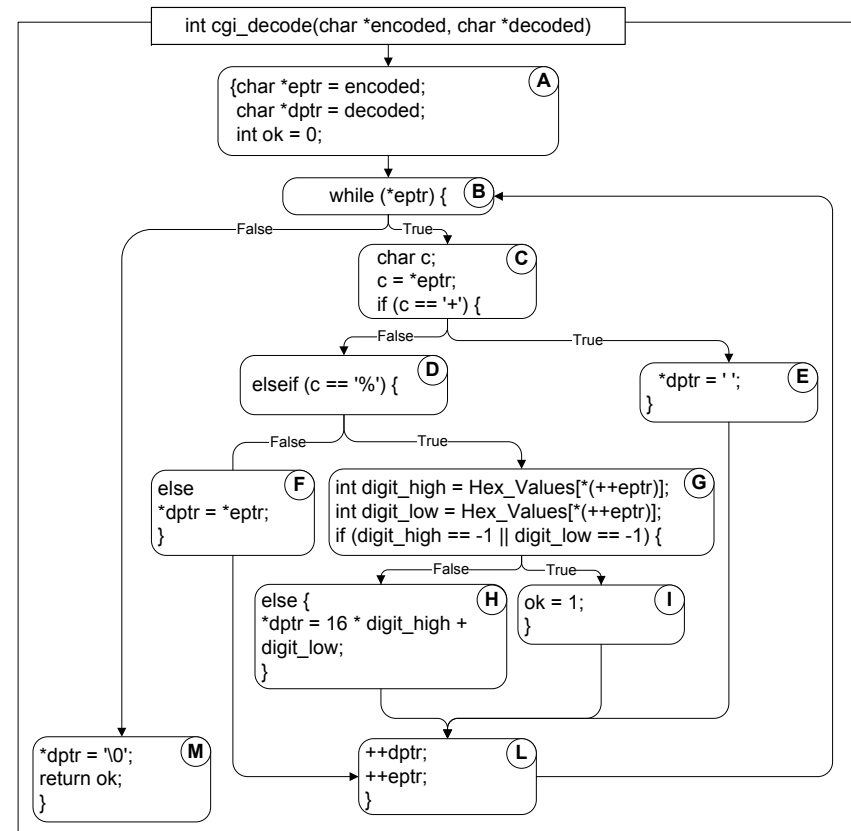 int cgi_decode(char *encoded, char *decoded)
{char *eptr = encoded;
char *dptr = decoded;
int ok = 0;
A
while (*eptr) {
B
False
True
char c;
c = *eptr;
if (c == '+') {
C
False
True
elseif (c == '%') {
D
*dptr = ' ';
}
E
False
True
else
*dptr = *eptr;
}
F
int digit_high = Hex_Values[*(++eptr)];
int digit_low = Hex_Values[*(++eptr)];
if (digit_high == -1 || digit_low == -1) {
G
False
True
else {
*dptr = 16 * digit_high +
digit_low;
}
H
ok = 1;
}
I
*dptr = '\0';
return ok;
}
M
++dptr;
++eptr;
}
L